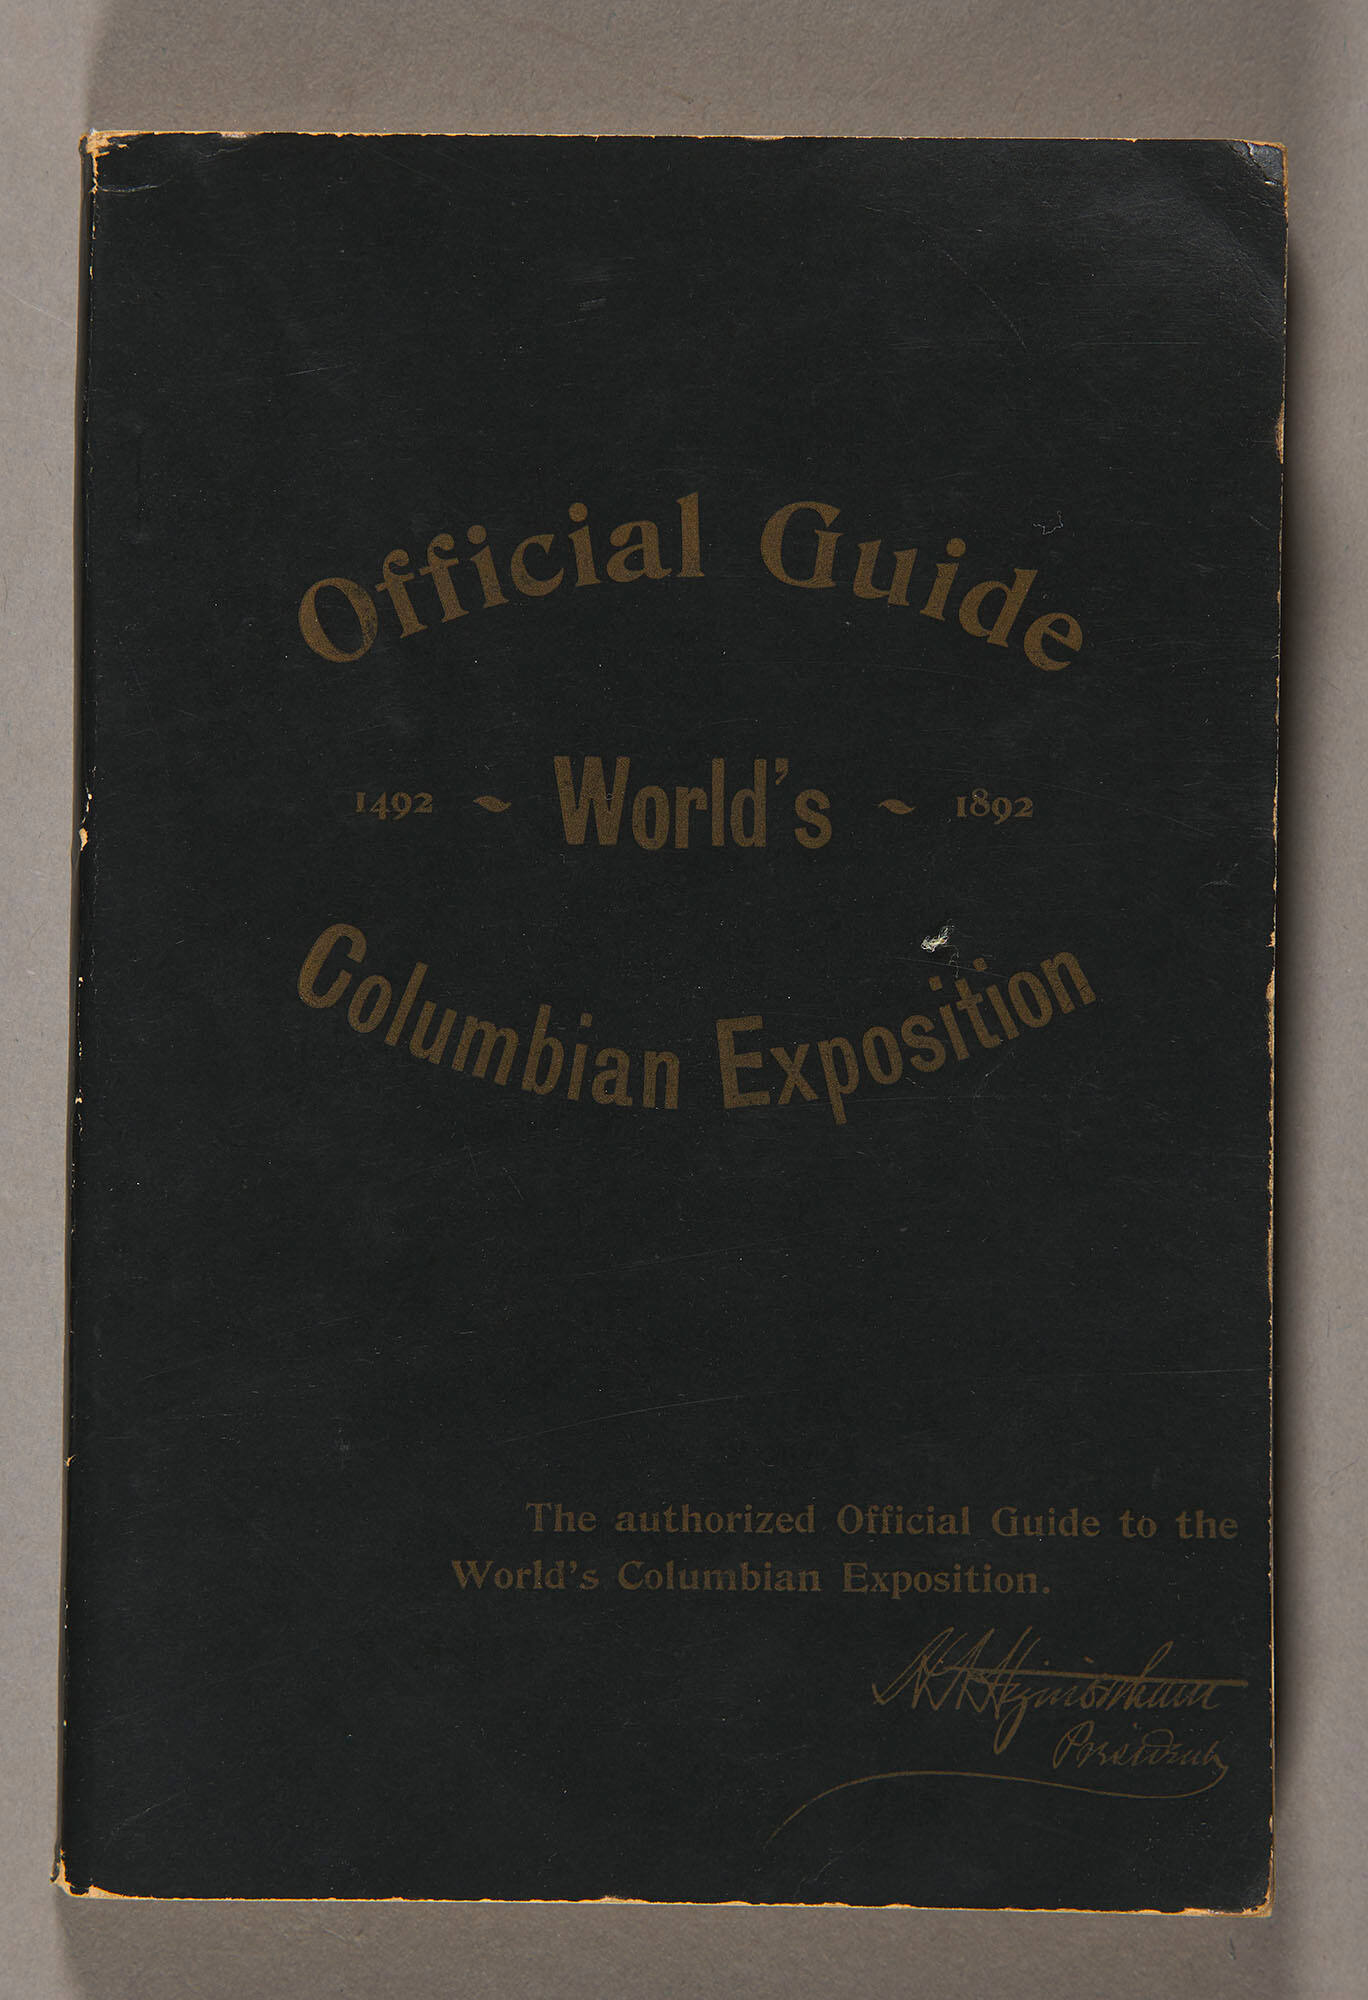 Official Guide
1492 ~ World's ~ 1892
Columbian Exposition
The authorized Official Guide to the
World's Columbian Exposition.
President